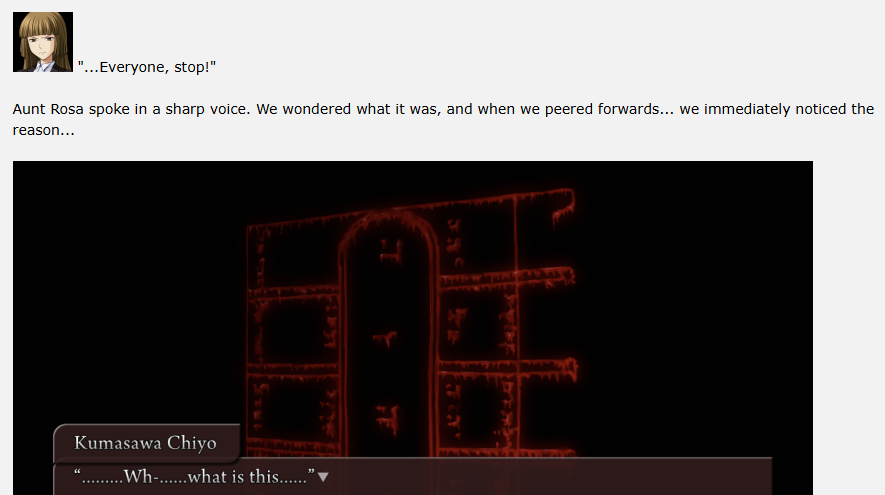 "...Everyone, stop!"
Aunt Rosa spoke in a sharp voice. We wondered what it was, and when we peered forwards... we immediately noticed the
reason...
Kumasawa Chiyo
“.........Wh-......what is this......”